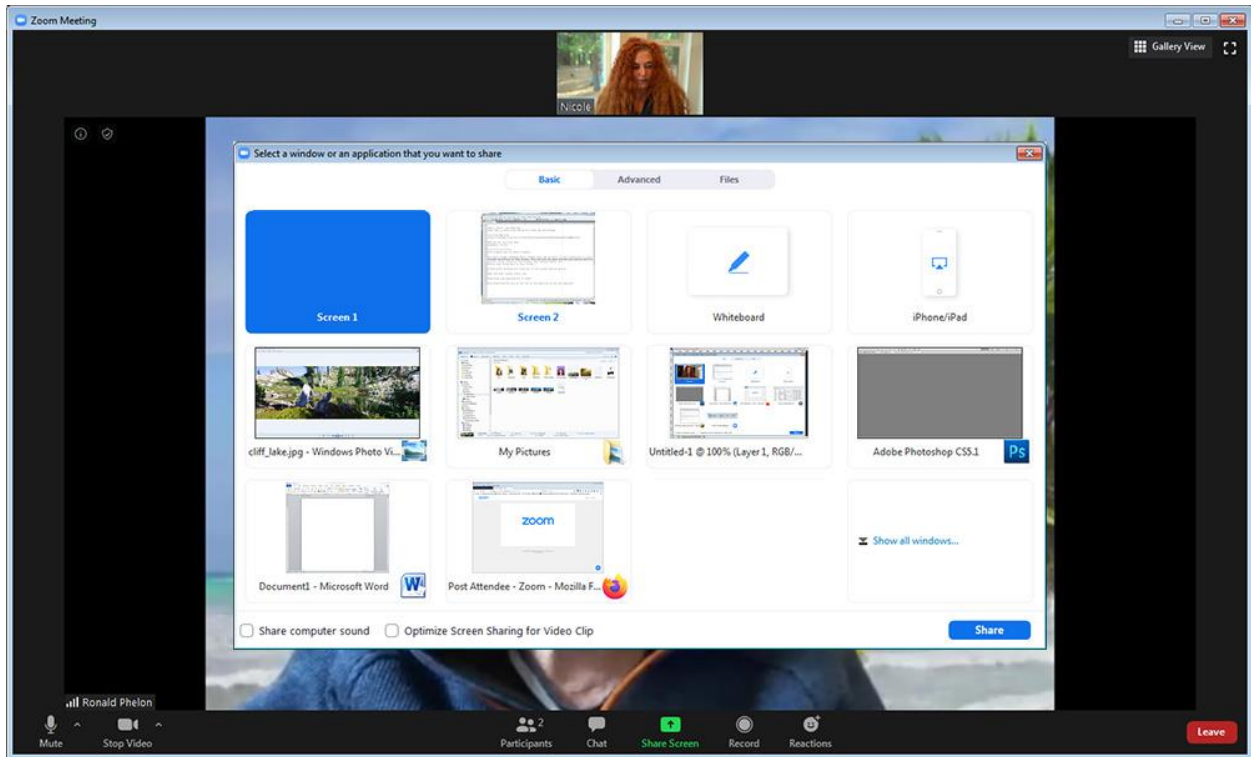 Zoom Meeting
Gallery View
Nicole
Select a window or an application that you want to share
Basic Advanced Files
Screen 1 Screen 2 Whiteboard iPhone/iPad
cliff_lake.jpg - Windows Photo Vi... My Pictures Untitled-1 @ 100% (Layer 1, RGB/... Adobe Photoshop CS5.1 Ps
zoom
Show all windows...
Document1 - Microsoft Word W Post Attendee - Zoom - Mozilla F...
Share computer sound Optimize Screen Sharing for Video Clip Share
Ronald Phelon
2
Mute Stop Video Participants Chat Share Screen Record Reactions Leave